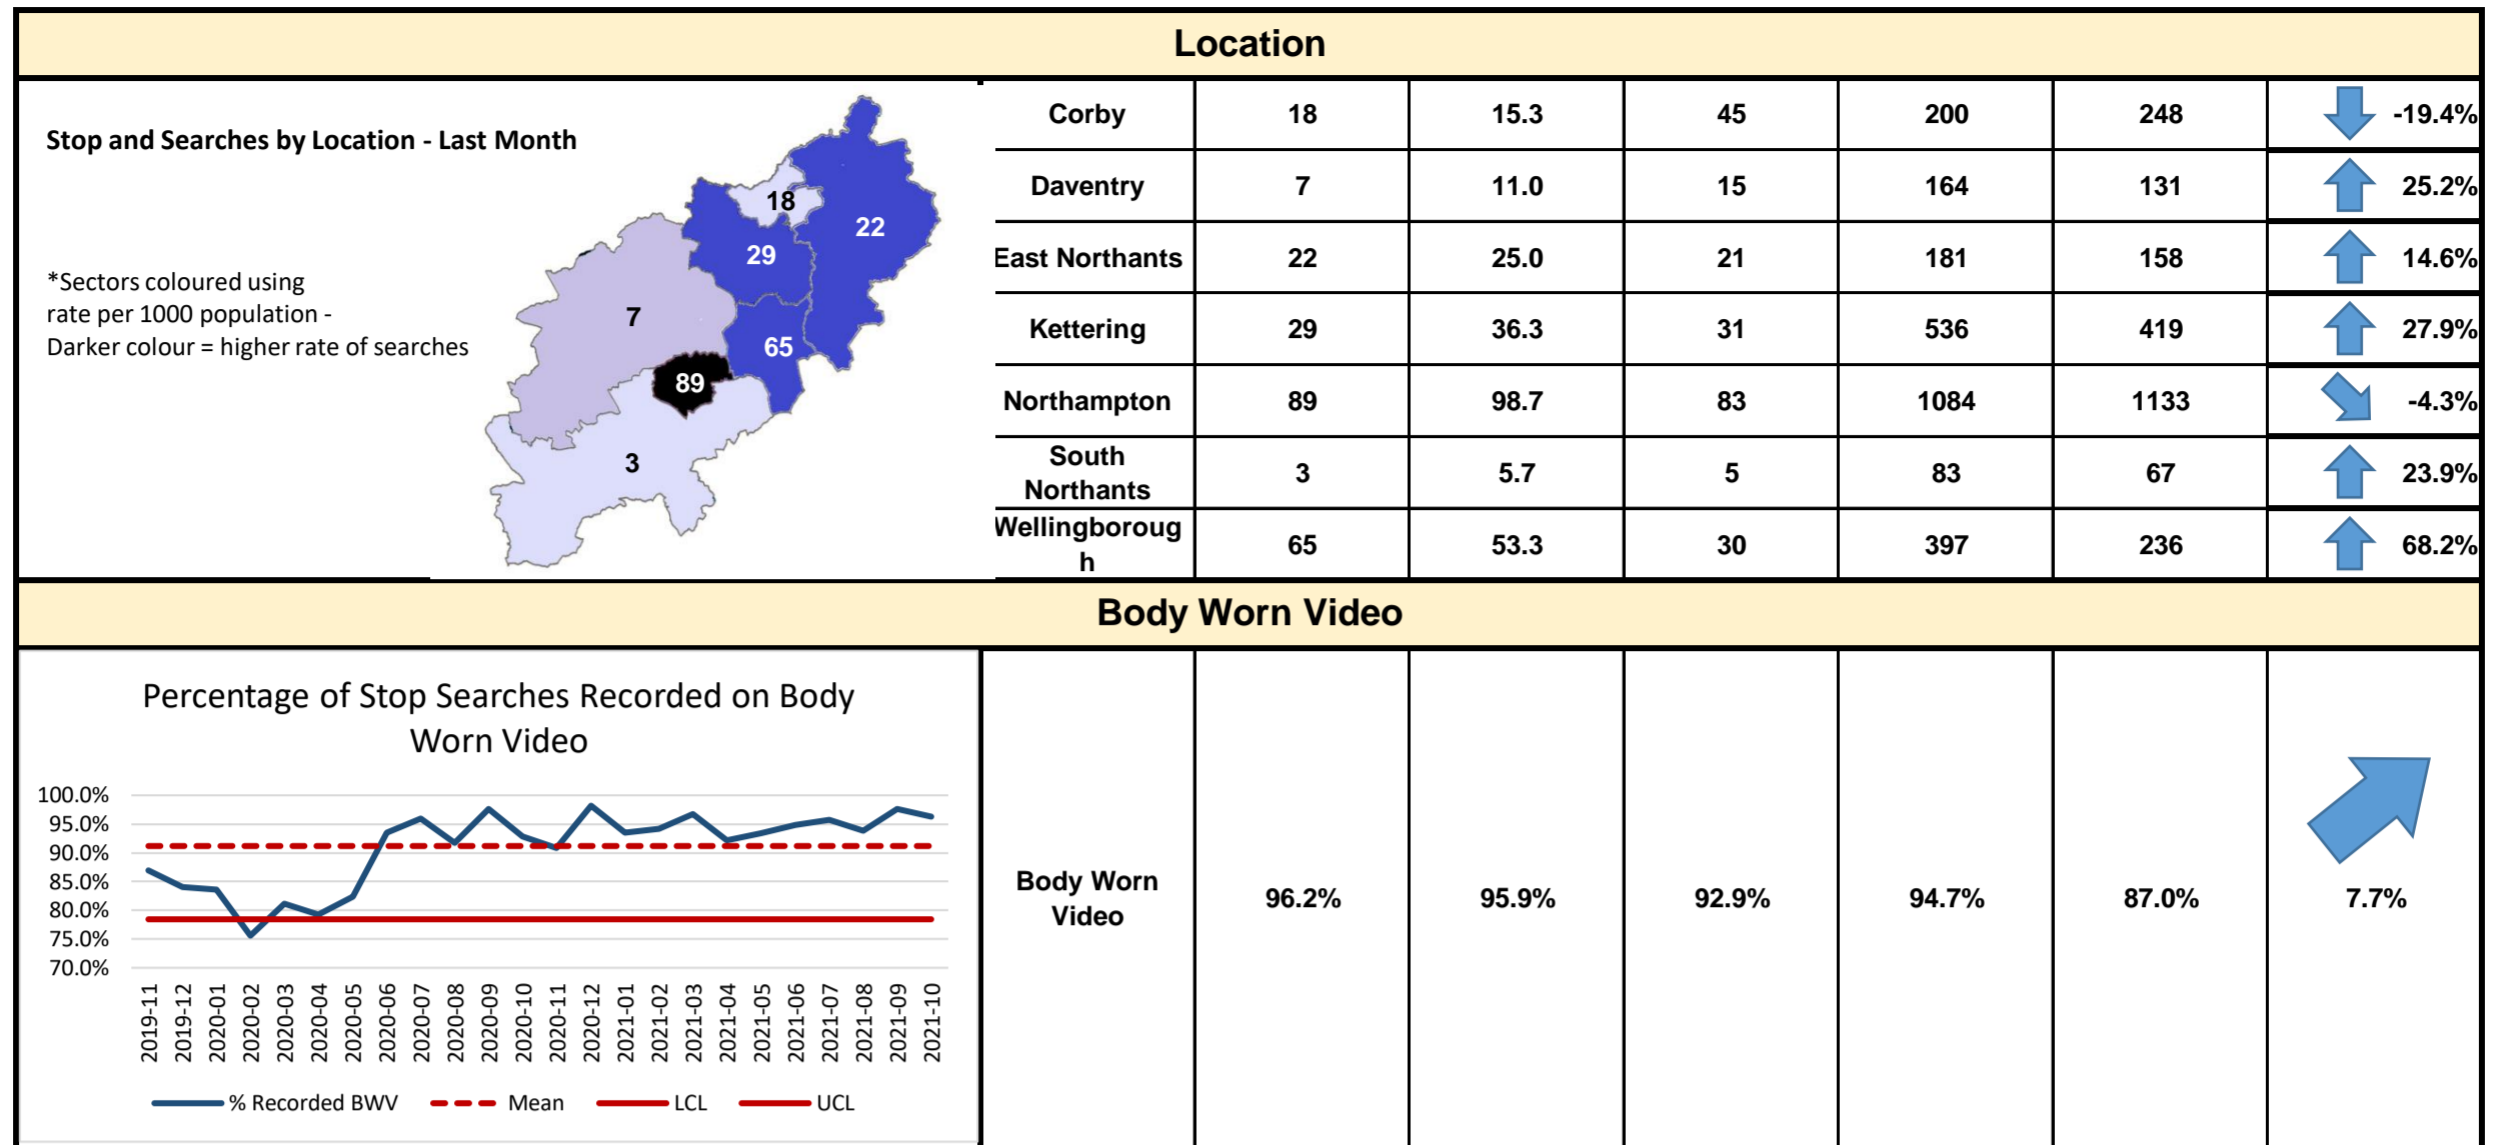 Location
Stop and Searches by Location - Last Month
*Sectors coloured using
rate per 1000 population -
Darker colour = higher rate of searches
18
22
29
7
65
89
3
Corby 18 15.3 45 200 248 -19.4%
Daventry 7 11.0 15 164 131 25.2%
East Northants 22 25.0 21 181 158 14.6%
Kettering 29 36.3 31 536 419 27.9%
Northampton 89 98.7 83 1084 1133 -4.3%
South
Northants 3 5.7 5 83 67 23.9%
Wellingboroug
h 65 53.3 30 397 236 68.2%
Body Worn Video
Percentage of Stop Searches Recorded on Body
Worn Video
100.0%
95.0%
90.0%
85.0%
80.0%
75.0%
70.0%
2019-11
2019-12
2020-01
2020-02
2020-03
2020-04
2020-05
2020-06
2020-07
2020-08
2020-09
2020-10
2020-11
2020-12
2021-01
2021-02
2021-03
2021-04
2021-05
2021-06
2021-07
2021-08
2021-09
2021-10
% Recorded BWV Mean LCL UCL
Body Worn
Video 96.2% 95.9% 92.9% 94.7% 87.0% 7.7%